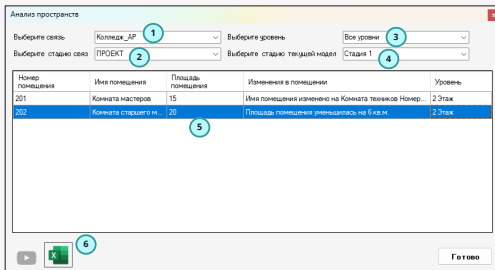 Анализ пространств
x
Выберите связь Колледж_АР 1 Выберите уровень Все уровни 3
Выберите стадию связ ПРОЕКТ 2 Выберите стадию текущей модел Стадия 1 4
Номер помещения Имя помещения Площадь помещения Изменения в помещении Уровень
201 Комната мастеров 15 Имя помещения изменено на Комната техников Номер... 2 Этаж
202 Комната старшего м... 20 Площадь помещения уменьшилась на 6 кв.м. 2 Этаж
5
6
Готово